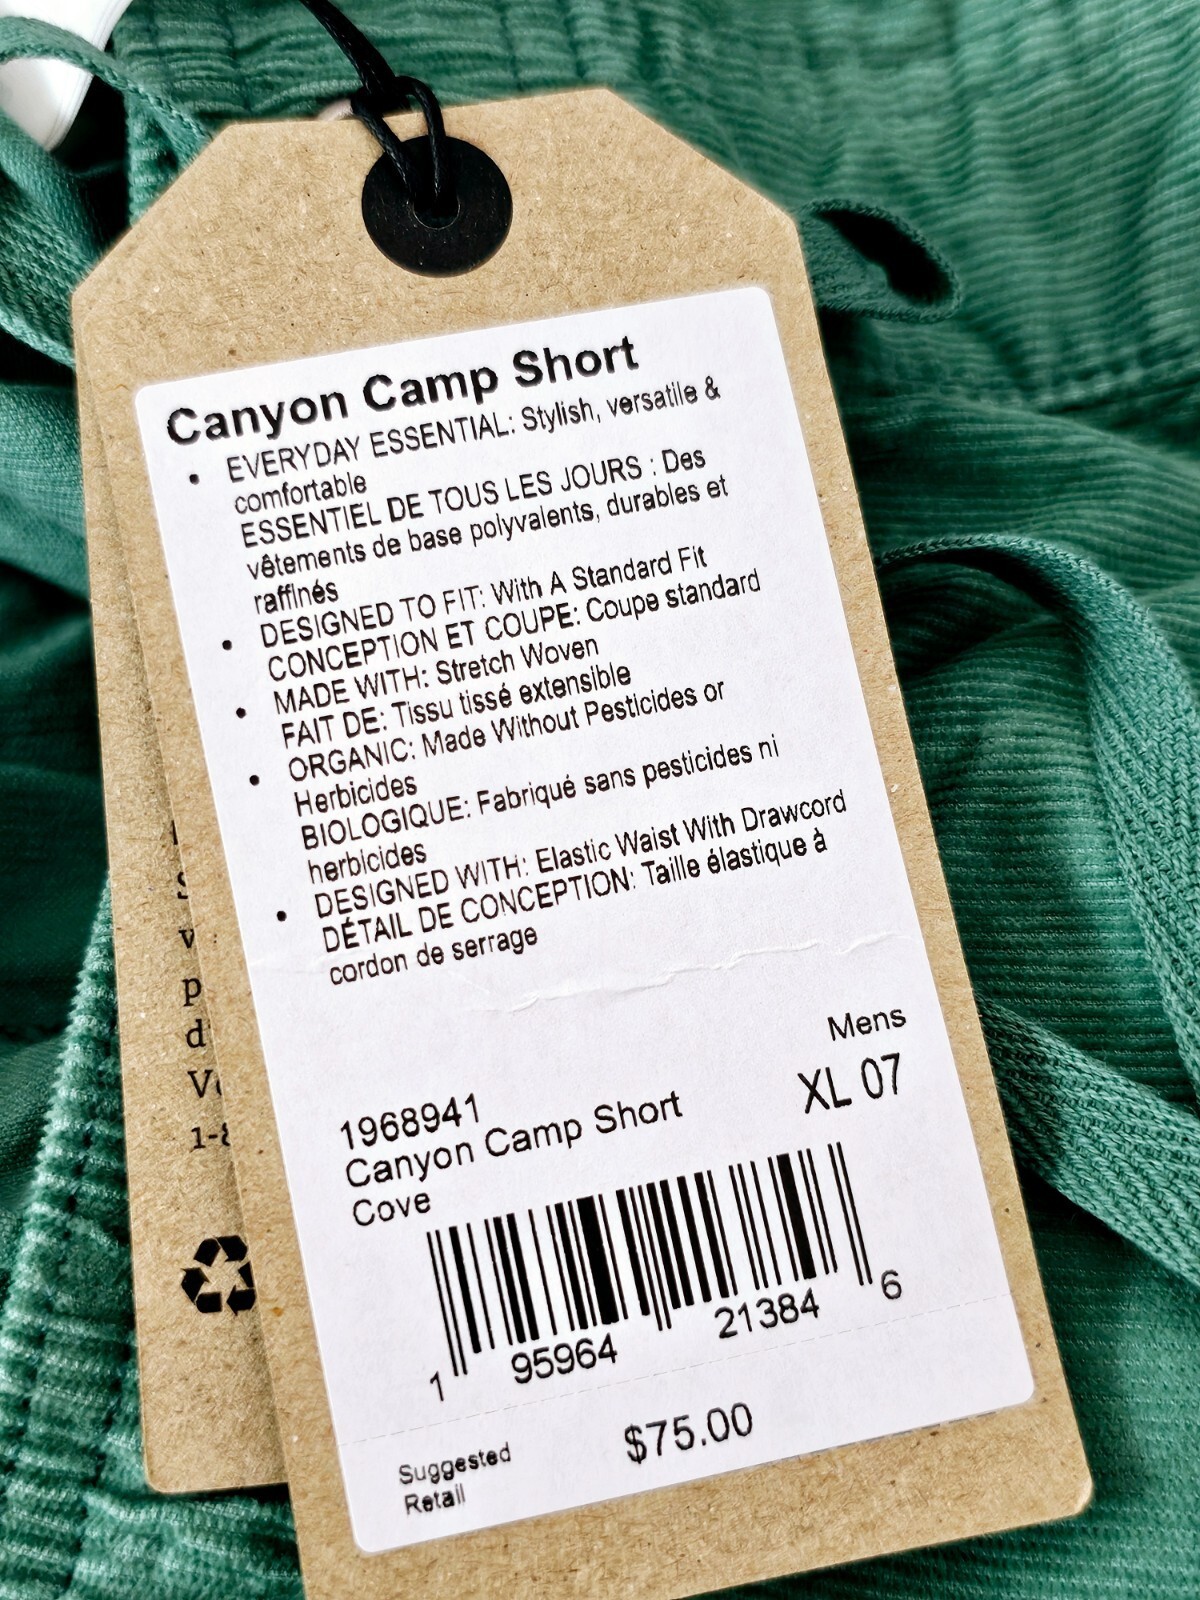 Canyon Camp Short
• EVERYDAY ESSENTIAL: Stylish, versatile &
comfortable
ESSENTIEL DE TOUS LES JOURS : Des
vêtements de base polyvalents, durables et
raffinés
• DESIGNED TO FIT: With A Standard Fit
CONCEPTION ET COUPE: Coupe standard
• MADE WITH: Stretch Woven
FAIT DE: Tissu tissé extensible
• ORGANIC: Made Without Pesticides or
Herbicides
BIOLOGIQUE: Fabriqué sans pesticides ni
herbicides
• DESIGNED WITH: Elastic Waist With Drawcord
DÉTAIL DE CONCEPTION: Taille élastique à
cordon de serrage
Mens
XL 07
1968941
Canyon Camp Short
Cove
1 95964 21384 6
Suggested
Retail
$75.00